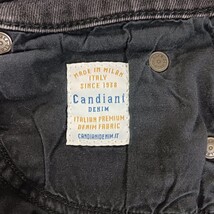 MADE IN MILAN
ITALY
SINCE 1938
Candiani
DENIM
ITALIAN PREMIUM
DENIM FABRIC
CANDIANIDENIM.IT